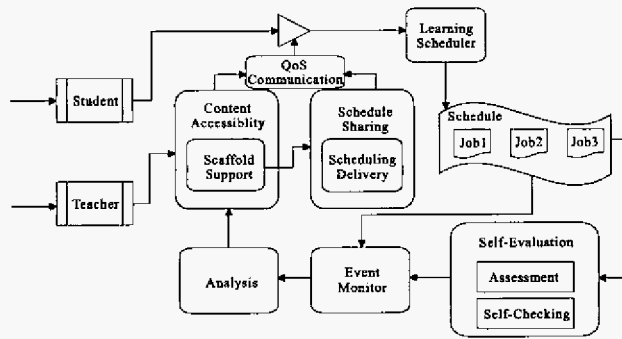 Learning
Scheduler
QoS
Communication
Student
Content
Accessiblity
Schedule
Sharing
Schedule
Job1
Job2
Job3
Scaffold
Support
Scheduling
Delivery
Teacher
Self-Evaluation
Analysis
Event
Monitor
Assessment
Self-Checking